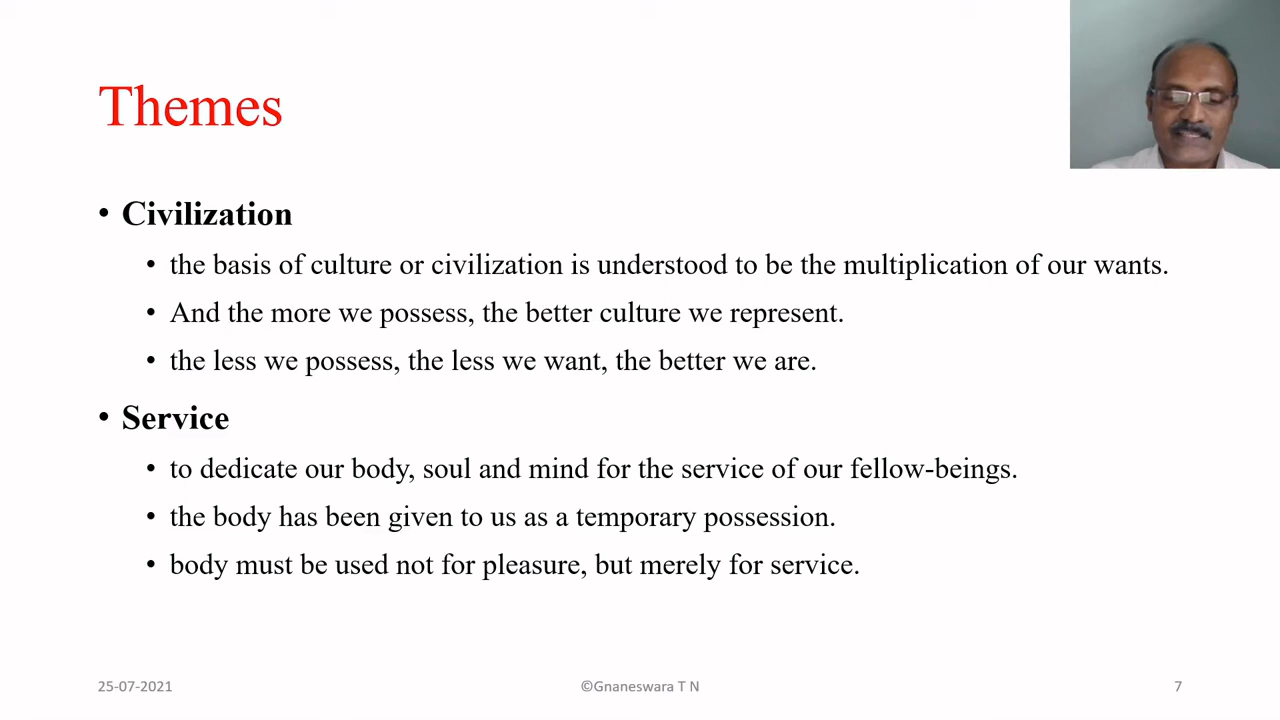 Themes
• Civilization
• the basis of culture or civilization is understood to be the multiplication of our wants.
• And the more we possess, the better culture we represent.
• the less we possess, the less we want, the better we are.
• Service
• to dedicate our body, soul and mind for the service of our fellow-beings.
• the body has been given to us as a temporary possession.
• body must be used not for pleasure, but merely for service.
25-07-2021
©Gnaneswara T N
7